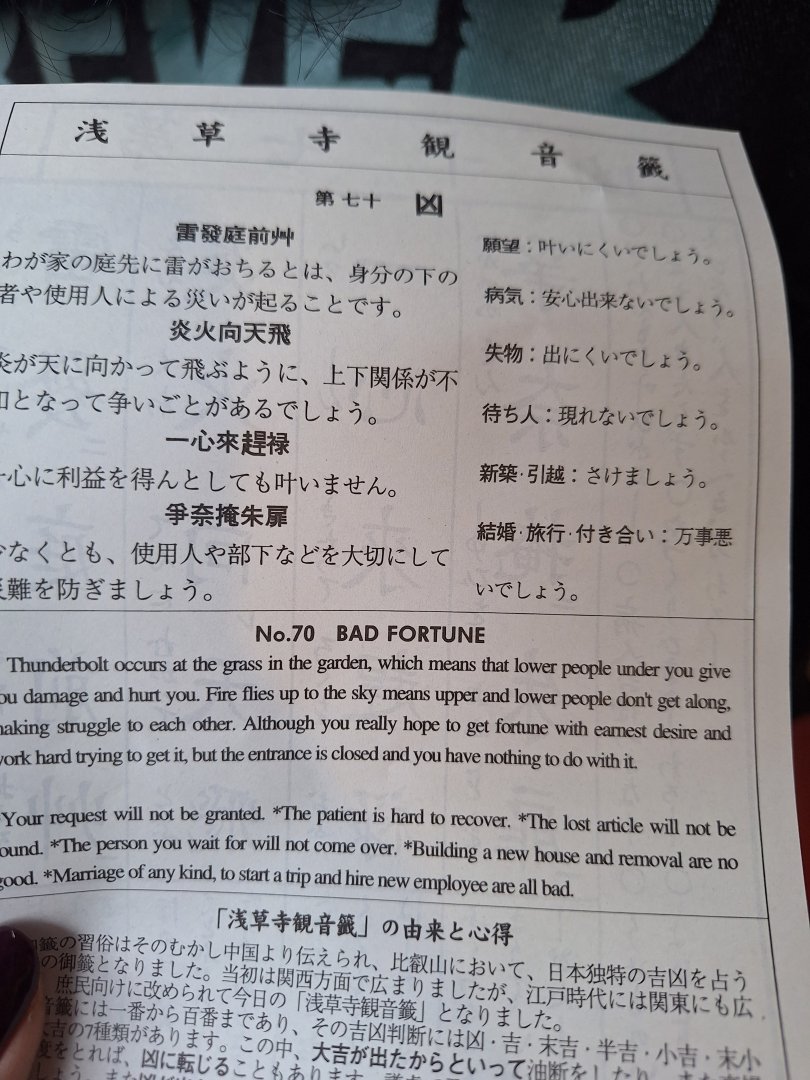 浅草寺観音籤
第七十 凶
雷發庭前艸
わが家の庭先に雷がおちるとは、身分の下の
者や使用人による災いが起ることです。
炎火向天飛
炎が天に向かって飛ぶように、上下関係が不
和となって争いごとがあるでしょう。
一心來趕禄
一心に利益を得んとしても叶いません。
爭奈掩朱扉
少なくとも、使用人や部下などを大切にして
災難を防ぎましょう。
願望：叶いにくいでしょう。
病気：安心出来ないでしょう。
失物：出にくいでしょう。
待ち人：現れないでしょう。
新築·引越：さけましょう。
結婚·旅行·付き合い：万事悪
いでしょう。
No.70 BAD FORTUNE
Thunderbolt occurs at the grass in the garden, which means that lower people under you give
you damage and hurt you. Fire flies up to the sky means upper and lower people don't get along,
making struggle to each other. Although you really hope to get fortune with earnest desire and
work hard trying to get it, but the entrance is closed and you have nothing to do with it.
*Your request will not be granted. *The patient is hard to recover. *The lost article will not be
found. *The person you wait for will not come over. *Building a new house and removal are no
good. *Marriage of any kind, to start a trip and hire new employee are all bad.
「浅草寺観音籤」の由来と心得
籤の習俗はそのむかし中国より伝えられ、比叡山において、日本独特の吉凶を占う
の御籤となりました。当初は関西方面で広まりましたが、江戸時代には関東にも広
庶民向けに改められて今日の「浅草寺観音籤」となりました。
音籤には一番から百番まであり、その吉凶判断には凶・吉・末吉・半吉・小吉・末小
大吉の7種類があります。この中、大吉が出たからといって油断をしたり、また高慢
変をとれば、凶に転じることもあります。